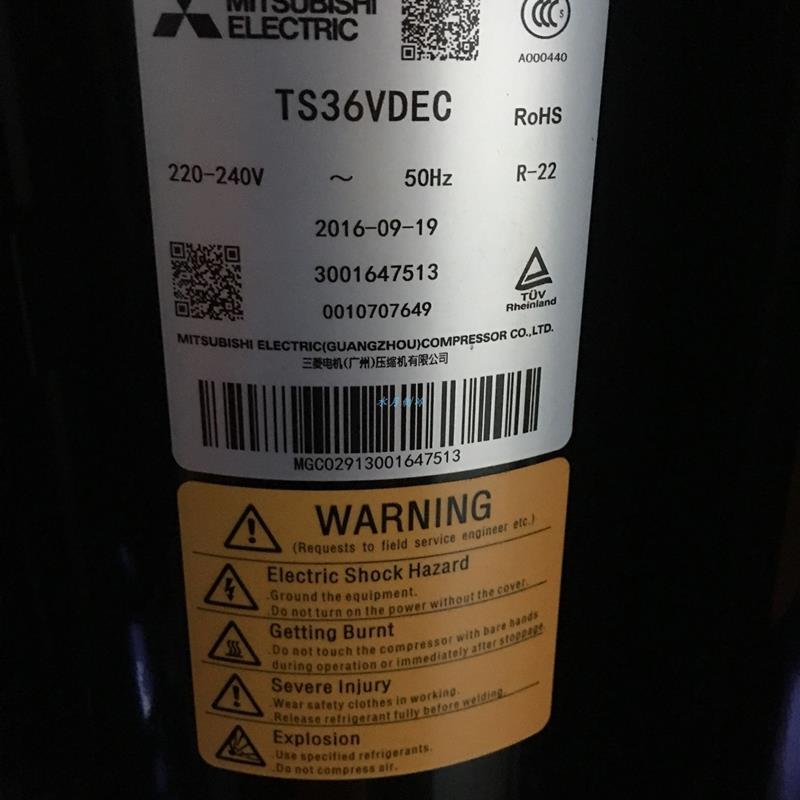 MITSUBISHI
ELECTRIC
CCC S
A000440
TS36VDEC
RoHS
220-240V ~ 50Hz R-22
2016-09-19
3001647513
0010707649
TÜV
Rheinland
MITSUBISHI ELECTRIC(GUANGZHOU)COMPRESSOR CO.,LTD.
三菱电机(广州)压缩机有限公司
MGC02913001647513
WARNING
(Requests to field service engineer etc.)
Electric Shock Hazard
.Ground the equipment.
.Do not turn on the power without the cover.
Getting Burnt
.Do not touch the compressor with bare hands
during operation or immediately after stoppage.
Severe Injury
.Wear safety clothes in working.
.Release refrigerant fully before welding.
Explosion
.Use specified refrigerants.
.Do not compress air.